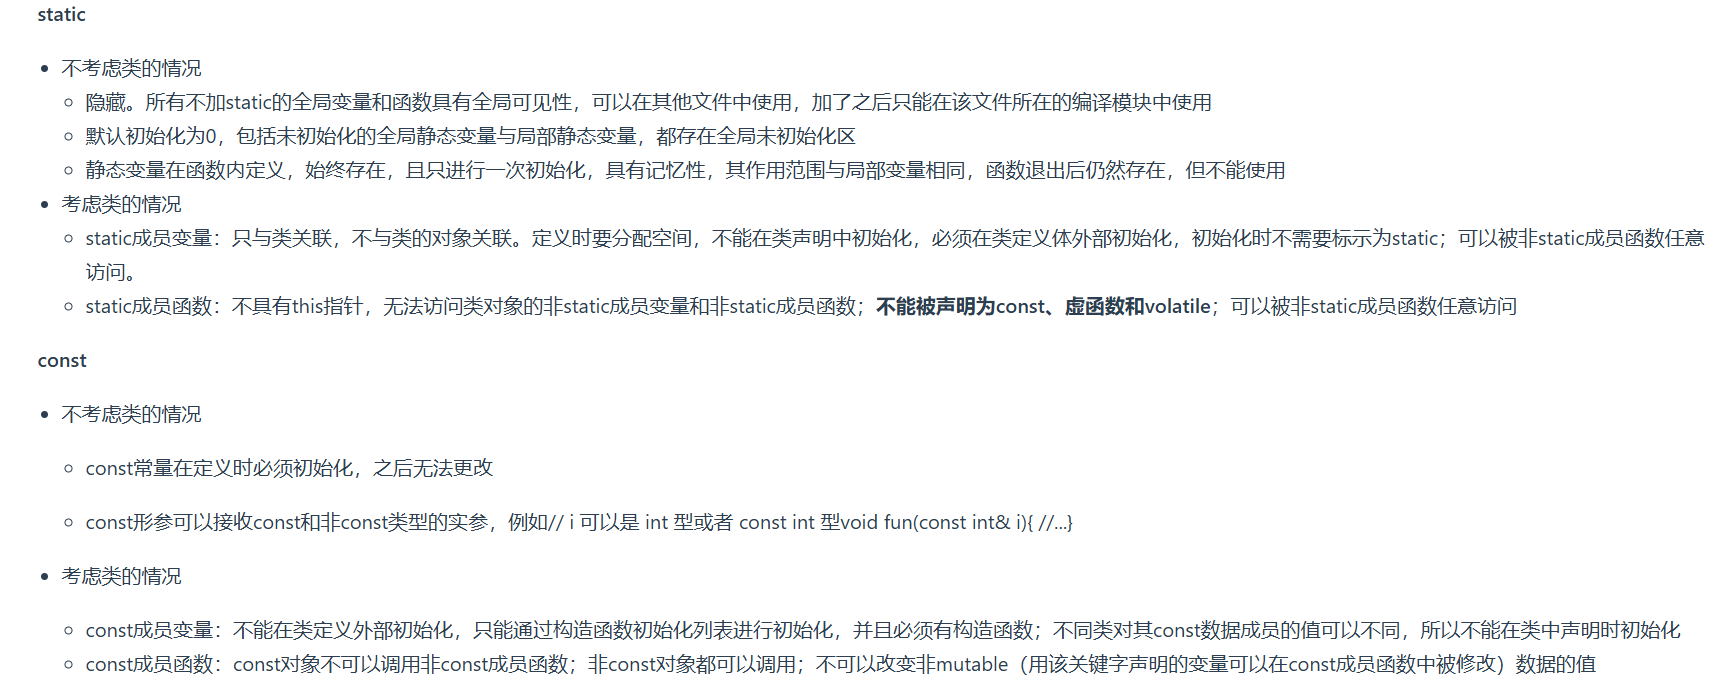 static
不考虑类的情况
隐藏。所有不加static的全局变量和函数具有全局可见性，可以在其他文件中使用，加了之后只能在该文件所在的编译模块中使用
默认初始化为0，包括未初始化的全局静态变量与局部静态变量，都存在全局未初始化区
静态变量在函数内定义，始终存在，且只进行一次初始化，具有记忆性，其作用范围与局部变量相同，函数退出后仍然存在，但不能使用
考虑类的情况
static成员变量：只与类关联，不与类的对象关联。定义时要分配空间，不能在类声明中初始化，必须在类定义体外部初始化，初始化时不需要标示为static；可以被非static成员函数任意
访问。
static成员函数：不具有this指针，无法访问类对象的非static成员变量和非static成员函数；不能被声明为const、虚函数和volatile；可以被非static成员函数任意访问
const
不考虑类的情况
const常量在定义时必须初始化，之后无法更改
const形参可以接收const和非const类型的实参，例如// i 可以是 int 型或者 const int 型void fun(const int& i){ //...}
考虑类的情况
const成员变量：不能在类定义外部初始化，只能通过构造函数初始化列表进行初始化，并且必须有构造函数；不同类对其const数据成员的值可以不同，所以不能在类中声明时初始化
const成员函数：const对象不可以调用非const成员函数；非const对象都可以调用；不可以改变非mutable（用该关键字声明的变量可以在const成员函数中被修改）数据的值